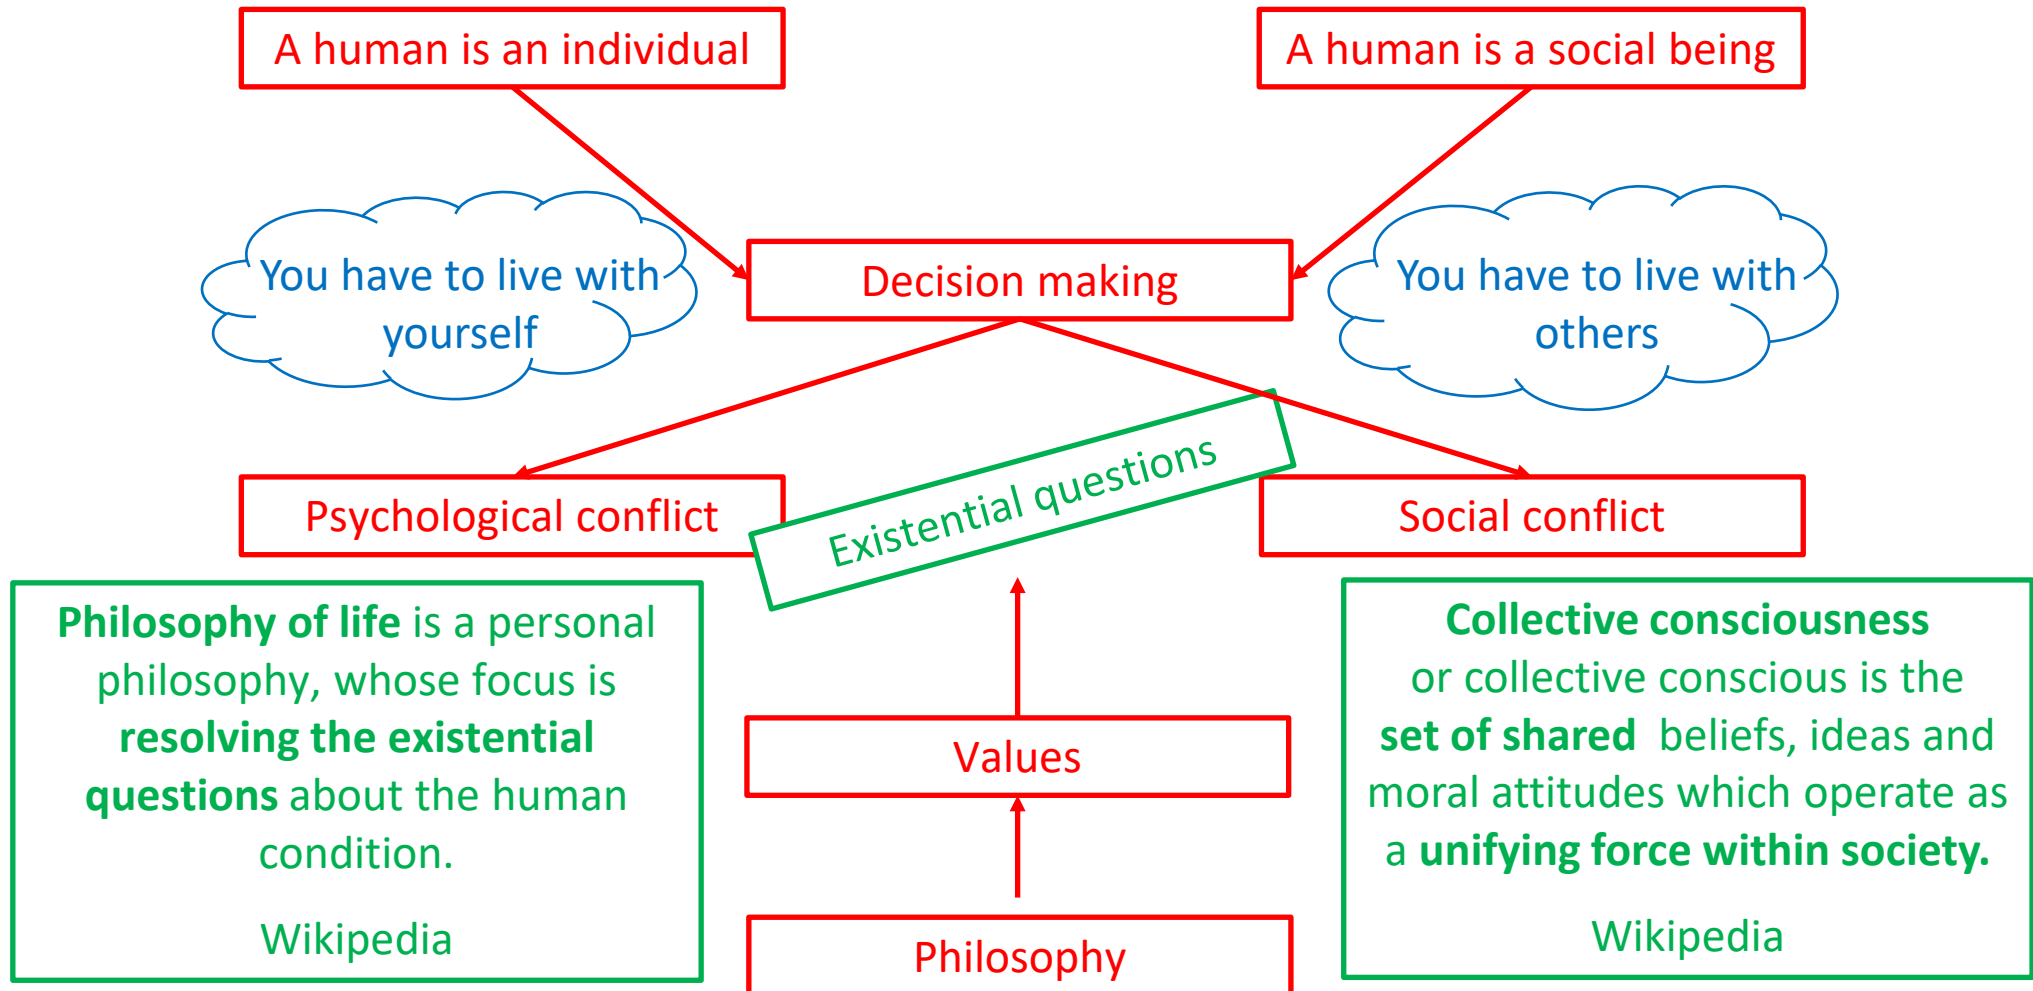 A human is an individual
A human is a social being
You have to live with
yourself
Decision making
You have to live with
others
Psychological conflict
Existential questions
Social conflict
Philosophy of life is a personal
philosophy, whose focus is
resolving the existential
questions about the human
condition.
Wikipedia
Values
Philosophy
Collective consciousness
or collective conscious is the
set of shared  beliefs, ideas and
moral attitudes which operate as
a unifying force within society.
Wikipedia